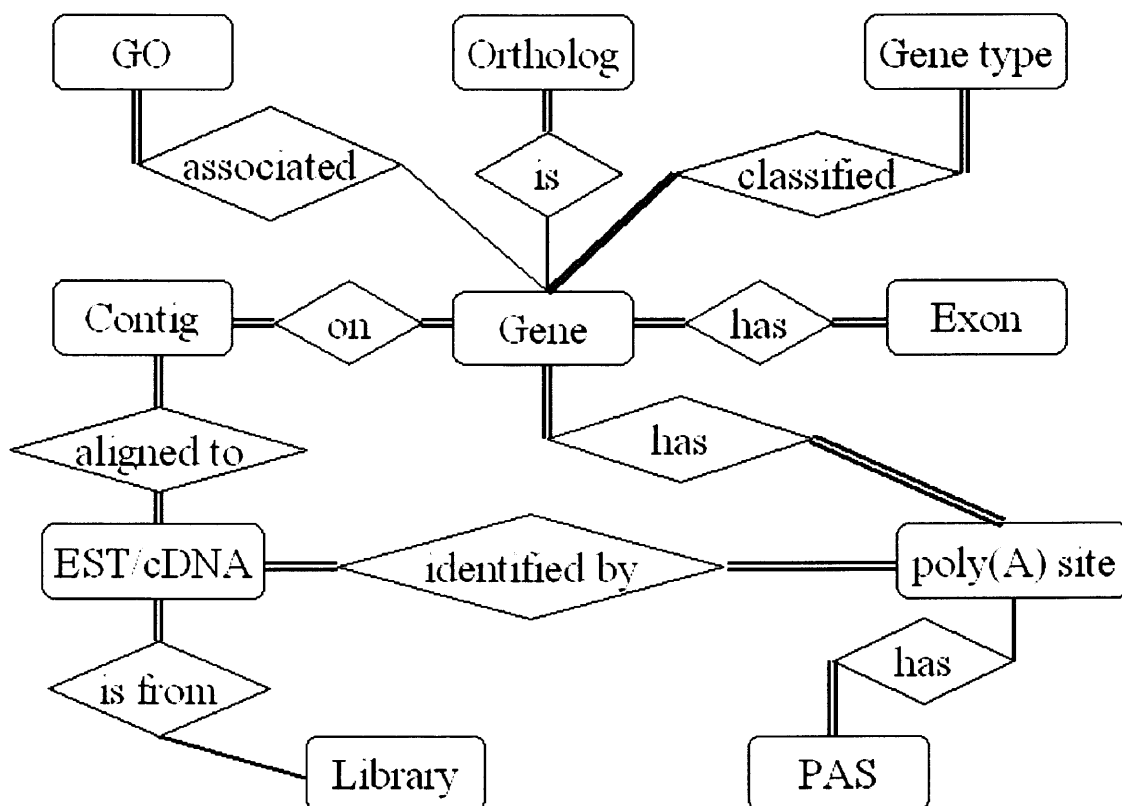 GO
Ortholog
Gene type
associated
is
classified
Contig
on
Gene
has
Exon
aligned to
has
EST/cDNA
identified by
poly(A) site
is from
has
Library
PAS